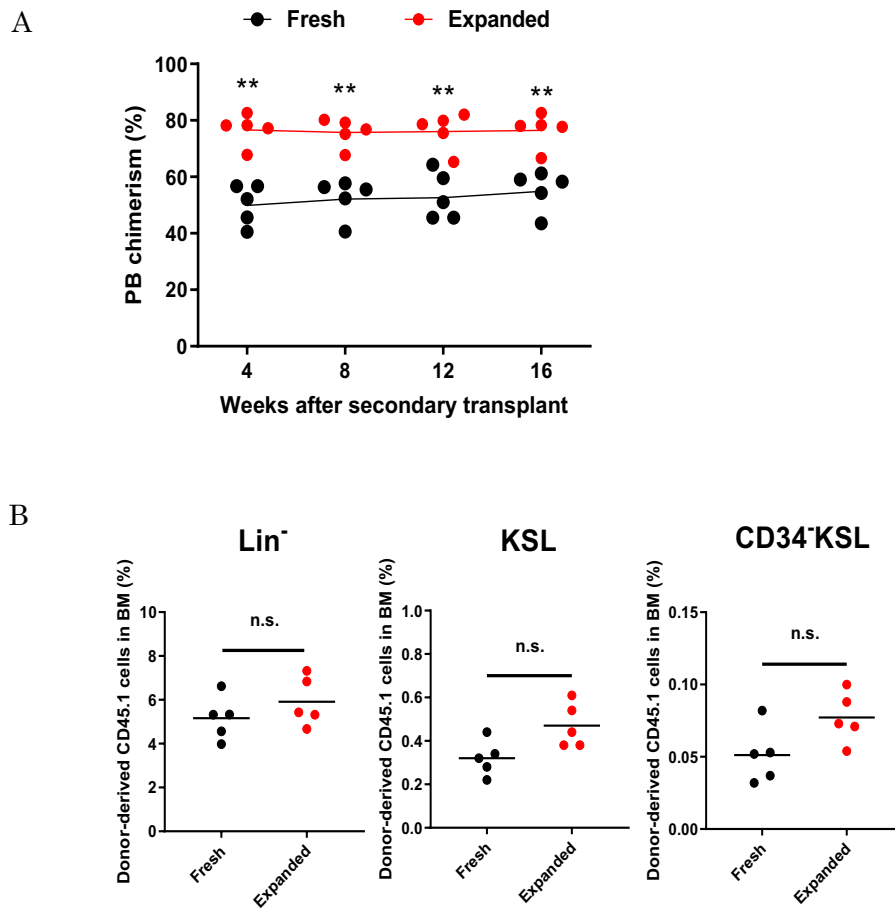 A
Fresh Expanded
PB chimerism (%)
100
80
60
40
20
0
** ** ** **
4 8 12 16
Weeks after secondary transplant
B
Lin⁻
Donor-derived CD45.1 cells in BM (%)
10
8
6
4
2
0
n.s.
Fresh Expanded
KSL
Donor-derived CD45.1 cells in BM (%)
1.0
0.8
0.6
0.4
0.2
0.0
n.s.
Fresh Expanded
CD34⁻KSL
Donor-derived CD45.1 cells in BM (%)
0.15
0.10
0.05
0.00
n.s.
Fresh Expanded